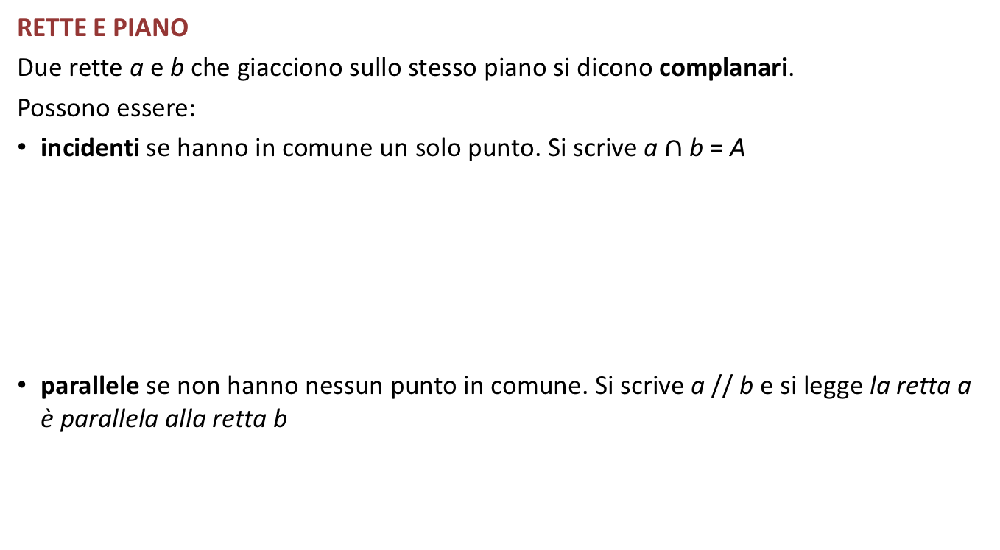 RETTE E PIANO
Due rette a e b che giacciono sullo stesso piano si dicono complanari.
Possono essere:
• incidenti se hanno in comune un solo punto. Si scrive a ∩ b = A
• parallele se non hanno nessun punto in comune. Si scrive a // b e si legge la retta a
è parallela alla retta b